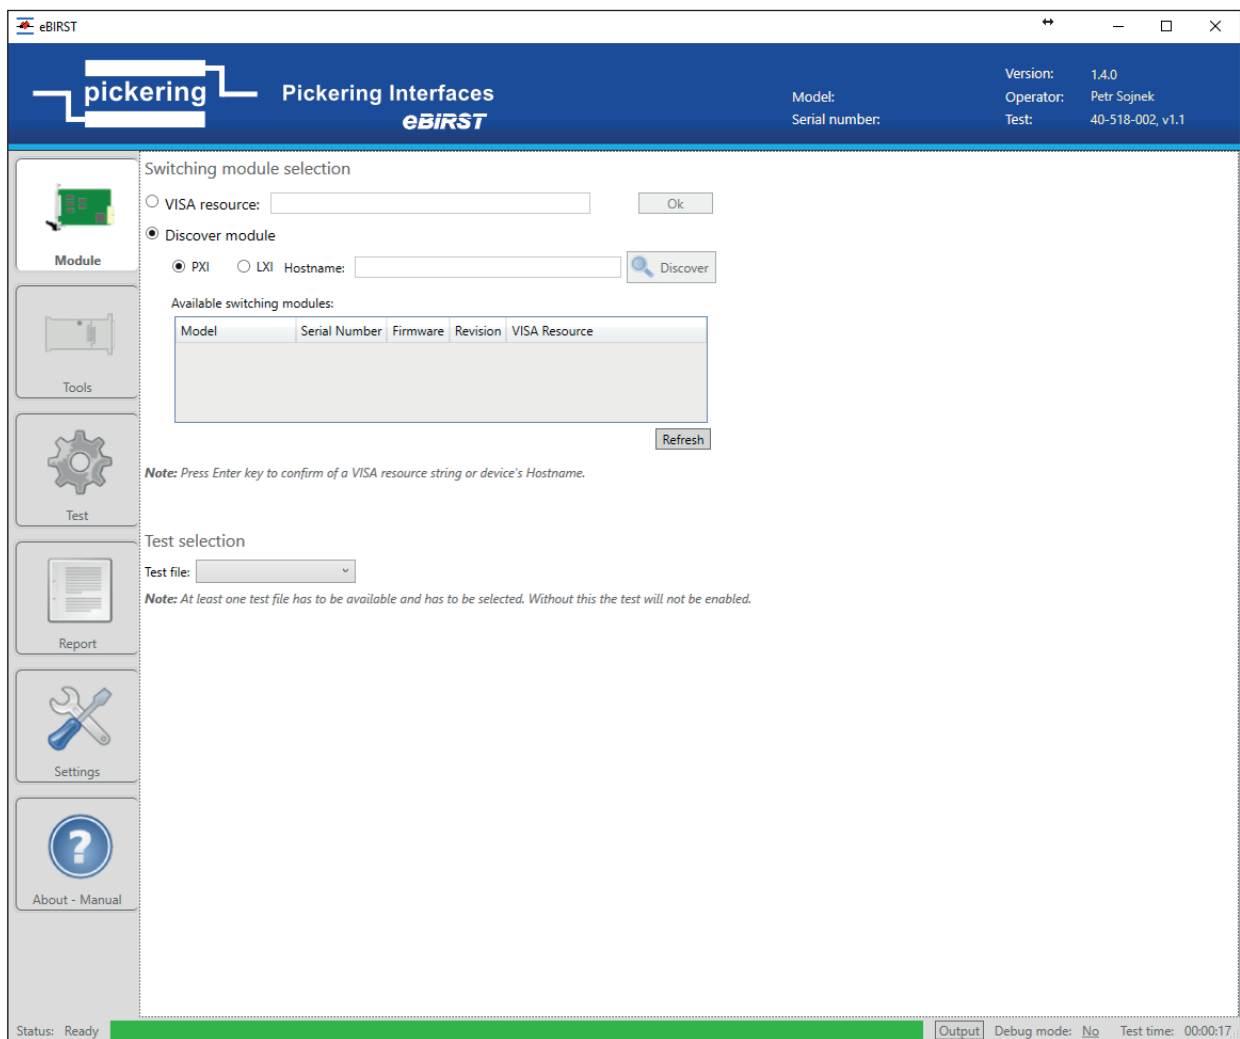 eBIRST
pickering
Pickering Interfaces
eBIRST
Model:
Serial number:
Version: 1.4.0
Operator: Petr Sojnek
Test: 40-518-002, v1.1
Module
Tools
Test
Report
Settings
About - Manual
Switching module selection
VISA resource: Ok
Discover module
PXI LXI Hostname: Discover
Available switching modules:
Model Serial Number Firmware Revision VISA Resource
Refresh
Note: Press Enter key to confirm of a VISA resource string or device's Hostname.
Test selection
Test file:
Note: At least one test file has to be available and has to be selected. Without this the test will not be enabled.
Status: Ready Output Debug mode: No Test time: 00:00:17